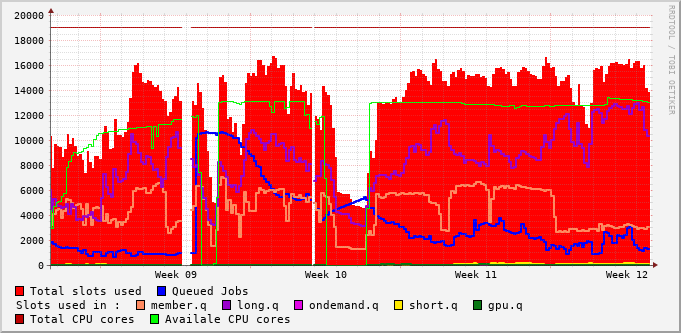 20000
18000
16000
14000
12000
10000
8000
6000
4000
2000
0
Week 09 Week 10 Week 11 Week 12
Total slots used Queued Jobs
Slots used in : member.q long.q ondemand.q short.q gpu.q
Total CPU cores Availale CPU cores
RRDTOOL / TOBI OETIKER